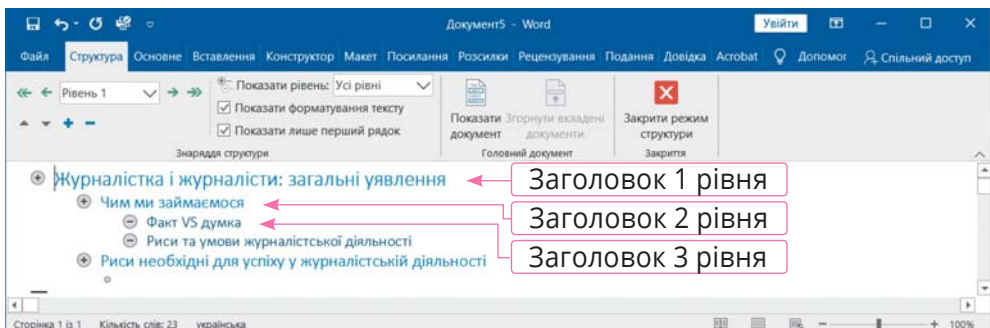 Документ5 - Word
Увійти
Файл Структура Основне Вставлення Конструктор Макет Посилання Розсилки Рецензування Подання Довідка Acrobat Допомог Спільний доступ
Рівень 1
Показати рівень: Усі рівні
Показати форматування тексту
Показати лише перший рядок
Знаряддя структури
Показати документ
Згорнути вкладені документи
Головний документ
Закрити режим структури
Закриття
Журналістка і журналісти: загальні уявлення
Заголовок 1 рівня
Чим ми займаємося
Заголовок 2 рівня
Факт VS думка
Риси та умови журналістської діяльності
Заголовок 3 рівня
Риси необхідні для успіху у журналістській діяльності
Сторінка 1 із 1 Кількість слів: 23 українська
100%